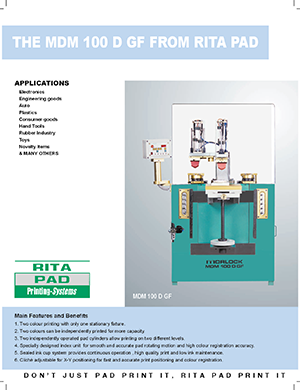 THE MDM 100 D GF FROM RITA PAD
APPLICATIONS
Electronics
Engineering goods
Auto
Plastics
Consumer goods
Hand Tools
Rubber Industry
Toys
Novelty items
& MANY OTHERS
MORLOCK
MDM 100 D GF
RITA
PAD
Printing-Systems
MDM 100 D GF
Main Features and Benefits
1. Two colour printing with only one stationary fixture.
2. Two colours can be independently printed for more capacity.
3. Two independently operated pad cylinders allow printing on two different levels.
4. Specially designed index unit for smooth and accurate pad rotating motion and high colour registration accuracy.
5. Sealed ink cup system provides continuous operation , high quality print and low ink maintenance.
6. Cliche adjustable for X-Y positioning for fast and accurate print positioning and colour registration.
DON'T JUST PAD PRINT IT, RITA PAD PRINT IT